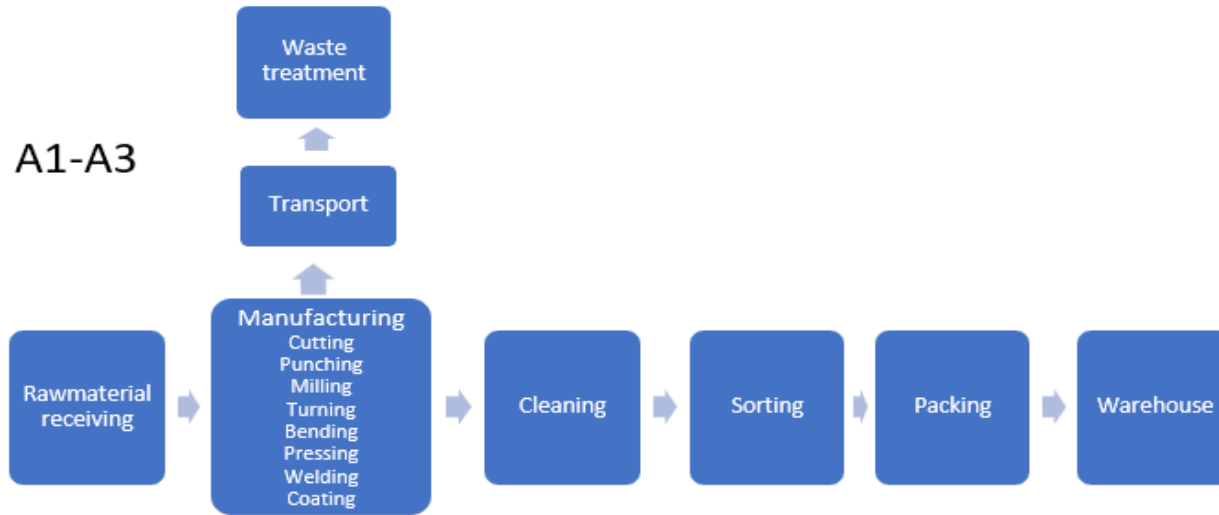 Waste
treatment
A1-A3
Transport
Rawmaterial
receiving
Manufacturing
Cutting
Punching
Milling
Turning
Bending
Pressing
Welding
Coating
Cleaning
Sorting
Packing
Warehouse